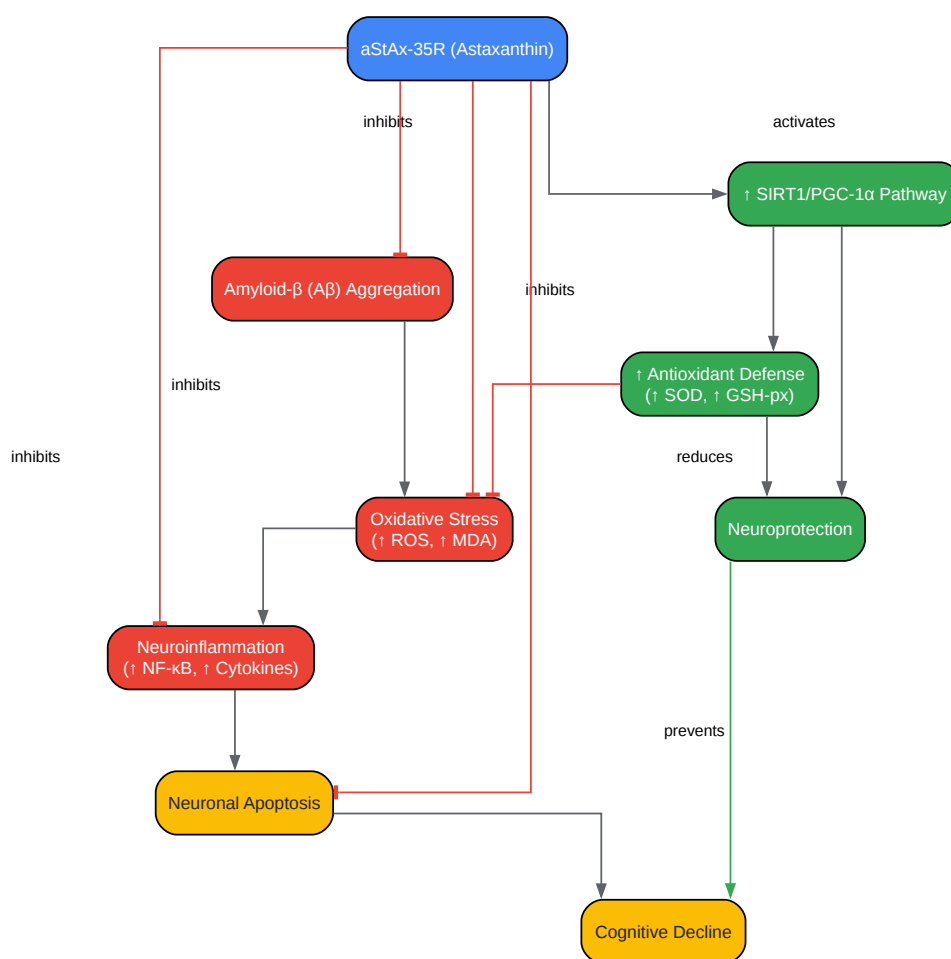 aStAx-35R (Astaxanthin)
inhibits
activates
↑ SIRT1/PGC-1α Pathway
Amyloid-β (Aβ) Aggregation
inhibits
↑ Antioxidant Defense
(↑ SOD, ↑ GSH-px)
inhibits
inhibits
reduces
Oxidative Stress
(↑ ROS, ↑ MDA)
Neuroprotection
Neuroinflammation
(↑ NF-κB, ↑ Cytokines)
prevents
Neuronal Apoptosis
Cognitive Decline